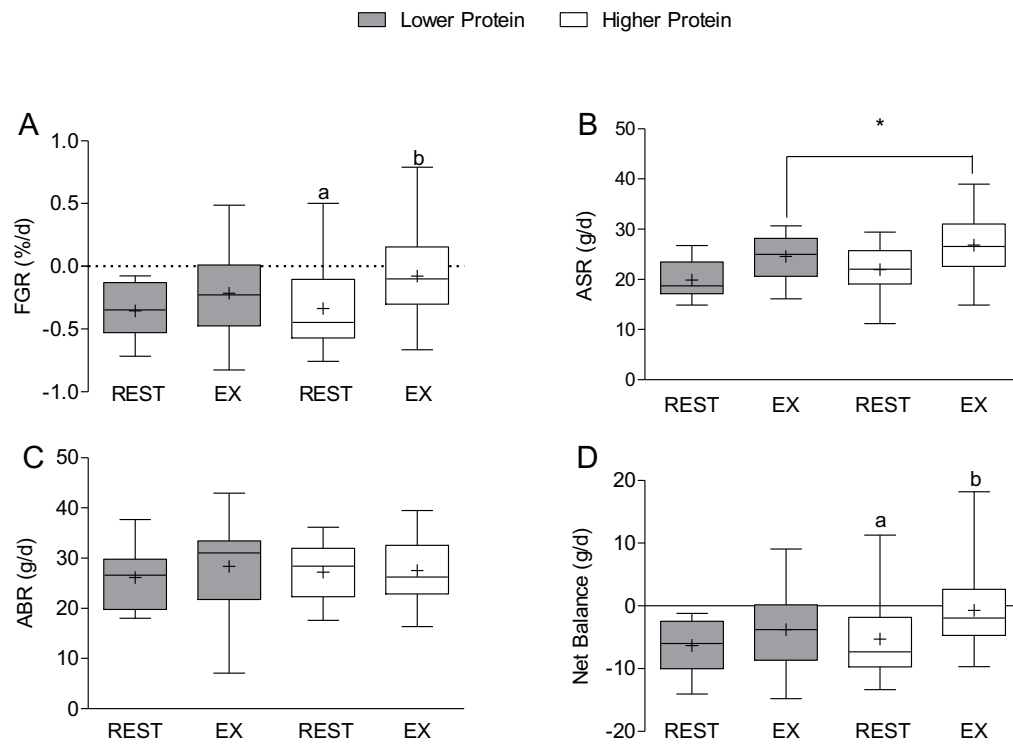 Lower Protein Higher Protein
A
FGR (%/d)
1.0
0.5
0.0
-0.5
-1.0
a
b
REST EX REST EX
B
ASR (g/d)
50
40
30
20
10
0
*
REST EX REST EX
C
ABR (g/d)
50
40
30
20
10
0
REST EX REST EX
D
Net Balance (g/d)
20
10
0
-10
-20
a
b
REST EX REST EX